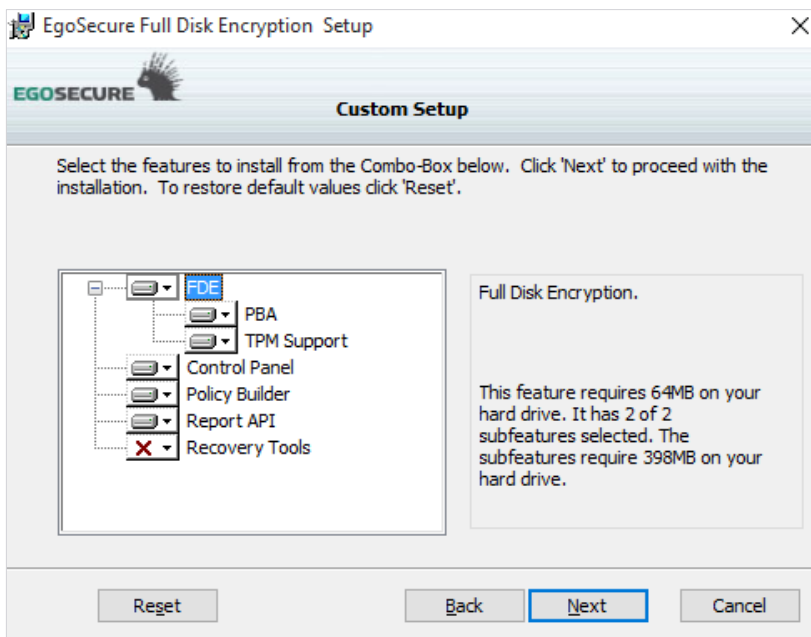 EgoSecure Full Disk Encryption  Setup
EGOSECURE
Custom Setup
Select the features to install from the Combo-Box below.  Click 'Next' to proceed with the
installation.  To restore default values click 'Reset'.
FDE
PBA
TPM Support
Control Panel
Policy Builder
Report API
Recovery Tools
Full Disk Encryption.
This feature requires 64MB on your
hard drive. It has 2 of 2
subfeatures selected. The
subfeatures require 398MB on your
hard drive.
Reset
Back
Next
Cancel